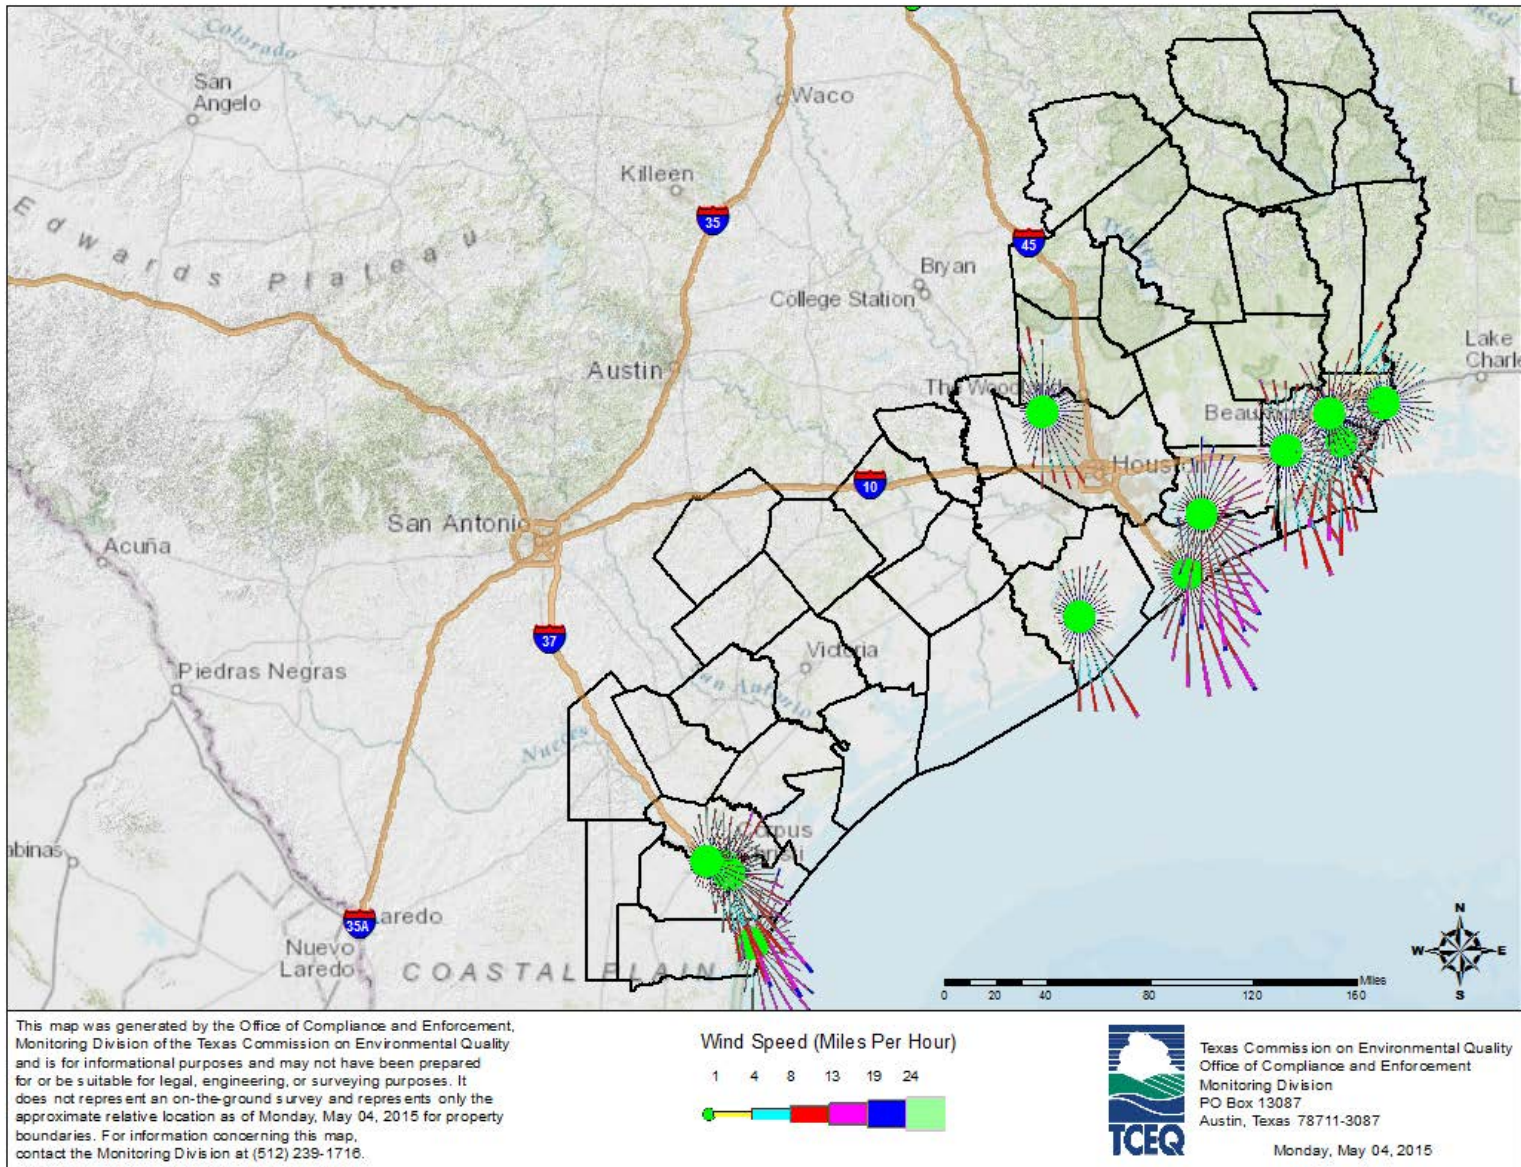 Colorado
Red
San
Angelo
Waco
Killeen
35
45
Edwards Plateau
Bryan
College Station
Trinity
Lake
Austin
The Woodlands
Beaumont
Houston
10
San Antonio
Acuña
37
Victoria
Piedras Negras
San Antonio
Nueces
Corpus
Christi
abinas
35A
Laredo
Nuevo
Laredo
COASTAL PLAIN
N
W
E
S
Miles
0 20 40 80 120 160
This map was generated by the Office of Compliance and Enforcement,
Monitoring Division of the Texas Commission on Environmental Quality
and is for informational purposes and may not have been prepared
for or be suitable for legal, engineering, or surveying purposes. It
does not represent an on-the-ground survey and represents only the
approximate relative location as of Monday, May 04, 2015 for property
boundaries. For information concerning this map,
contact the Monitoring Division at (512) 239-1716.
Wind Speed (Miles Per Hour)
1 4 8 13 19 24
TCEQ
Texas Commission on Environmental Quality
Office of Compliance and Enforcement
Monitoring Division
PO Box 13087
Austin, Texas 78711-3087
Monday, May 04, 2015